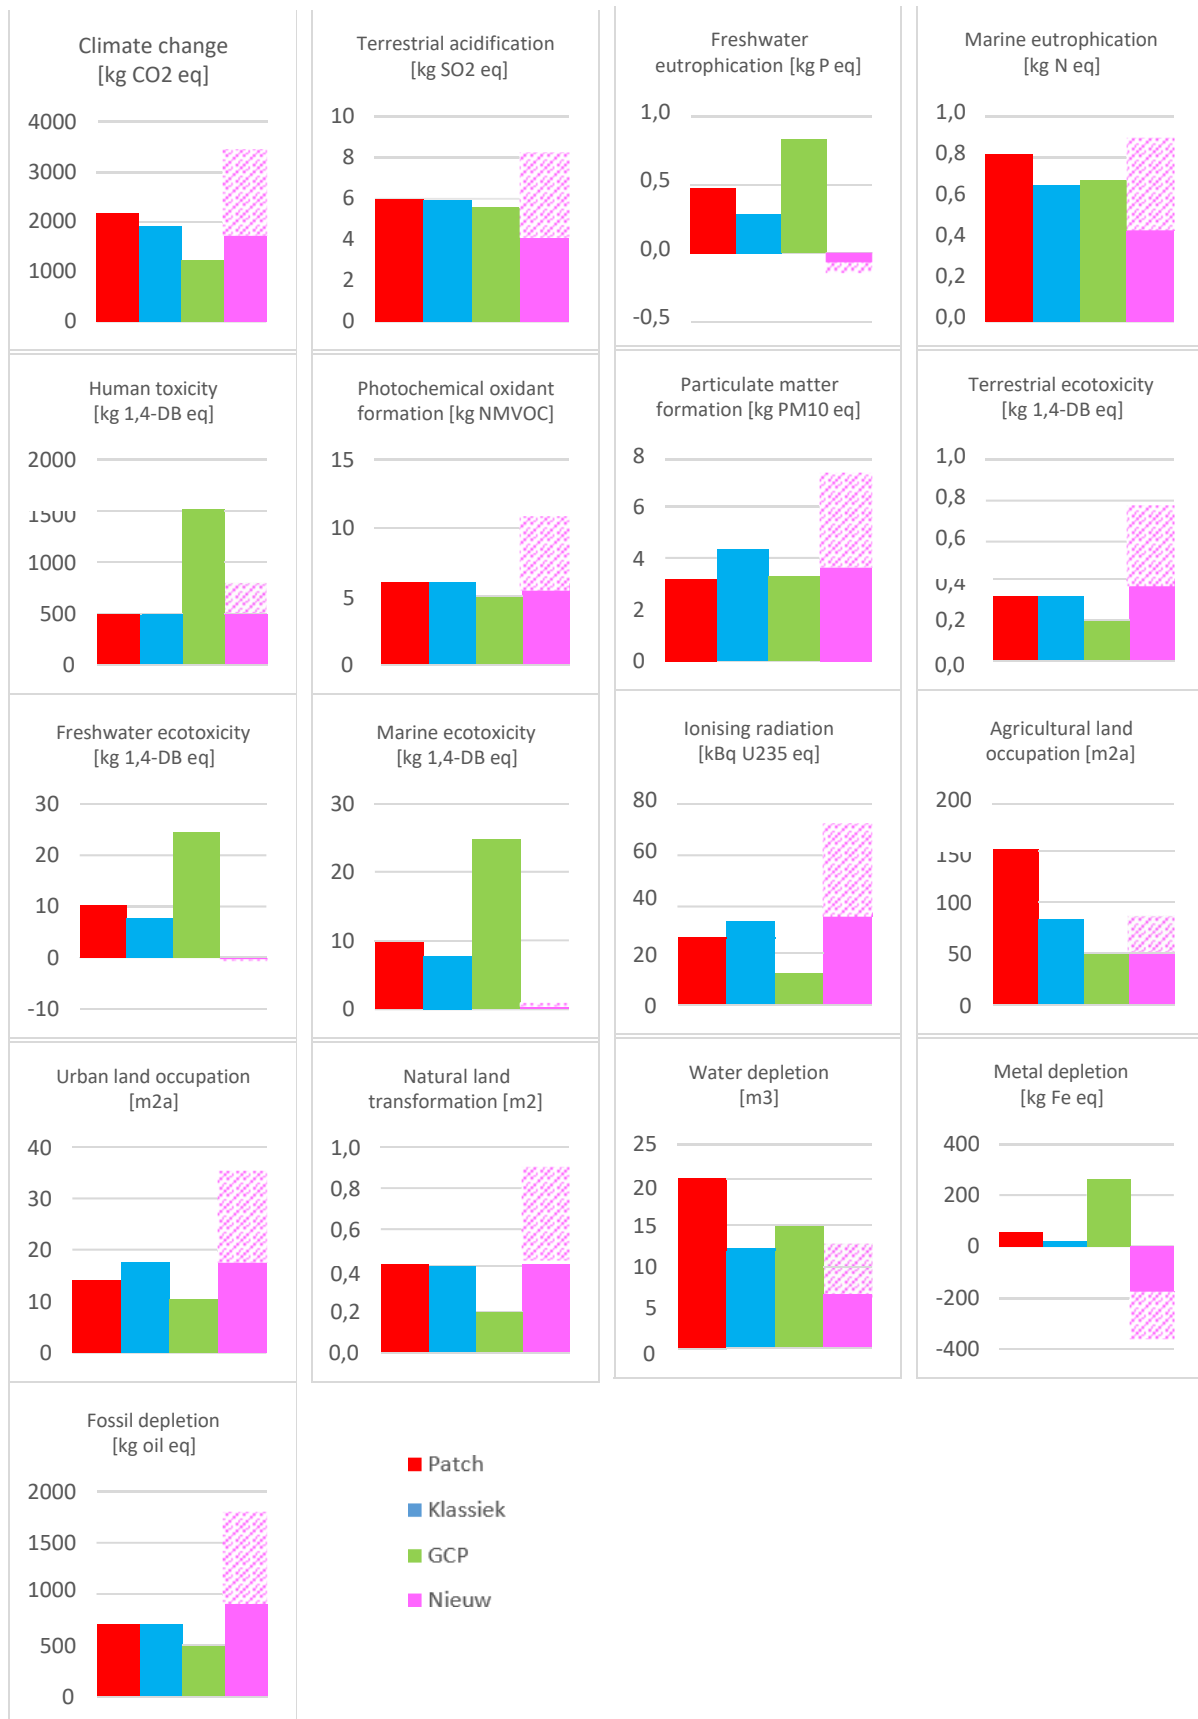 Climate change
[kg CO2 eq]
4000
3000
2000
1000
0
Terrestrial acidification
[kg SO2 eq]
10
8
6
4
2
0
Freshwater
eutrophication [kg P eq]
1,0
0,5
0,0
-0,5
Marine eutrophication
[kg N eq]
1,0
0,8
0,6
0,4
0,2
0,0
Human toxicity
[kg 1,4-DB eq]
2000
1500
1000
500
0
Photochemical oxidant
formation [kg NMVOC]
15
10
5
0
Particulate matter
formation [kg PM10 eq]
8
6
4
2
0
Terrestrial ecotoxicity
[kg 1,4-DB eq]
1,0
0,8
0,6
0,4
0,2
0,0
Freshwater ecotoxicity
[kg 1,4-DB eq]
30
20
10
0
-10
Marine ecotoxicity
[kg 1,4-DB eq]
30
20
10
0
Ionising radiation
[kBq U235 eq]
80
60
40
20
0
Agricultural land
occupation [m2a]
200
150
100
50
0
Urban land occupation
[m2a]
40
30
20
10
0
Natural land
transformation [m2]
1,0
0,8
0,6
0,4
0,2
0,0
Water depletion
[m3]
25
20
15
10
5
0
Metal depletion
[kg Fe eq]
400
200
0
-200
-400
Fossil depletion
[kg oil eq]
2000
1500
1000
500
0
Patch
Klassiek
GCP
Nieuw